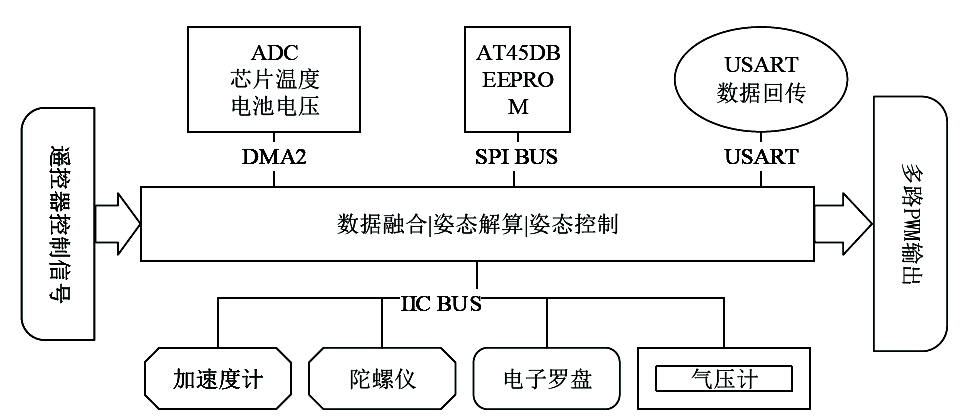 ADC
芯片温度
电池电压
AT45DB
EEPRO
M
USART
数据回传
DMA2
SPI BUS
USART
遥控器控制信号
数据融合|姿态解算|姿态控制
多路PWM输出
IIC BUS
加速度计
陀螺仪
电子罗盘
气压计